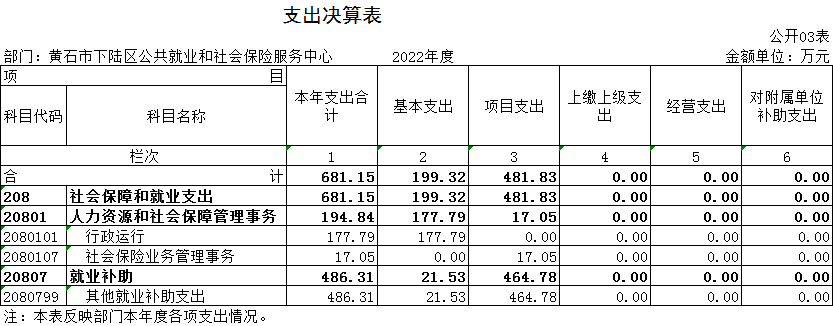 支出决算表
公开03表
部门：黄石市下陆区公共就业和社会保险服务中心 2022年度 金额单位：万元
项 目 本年支出合计 基本支出 项目支出 上缴上级支出 经营支出 对附属单位补助支出
科目代码 科目名称
栏次 1 2 3 4 5 6
合 计 681.15 199.32 481.83 0.00 0.00 0.00
208 社会保障和就业支出 681.15 199.32 481.83 0.00 0.00 0.00
20801 人力资源和社会保障管理事务 194.84 177.79 17.05 0.00 0.00 0.00
2080101 行政运行 177.79 177.79 0.00 0.00 0.00 0.00
2080107 社会保险业务管理事务 17.05 0.00 17.05 0.00 0.00 0.00
20807 就业补助 486.31 21.53 464.78 0.00 0.00 0.00
2080799 其他就业补助支出 486.31 21.53 464.78 0.00 0.00 0.00
注：本表反映部门本年度各项支出情况。